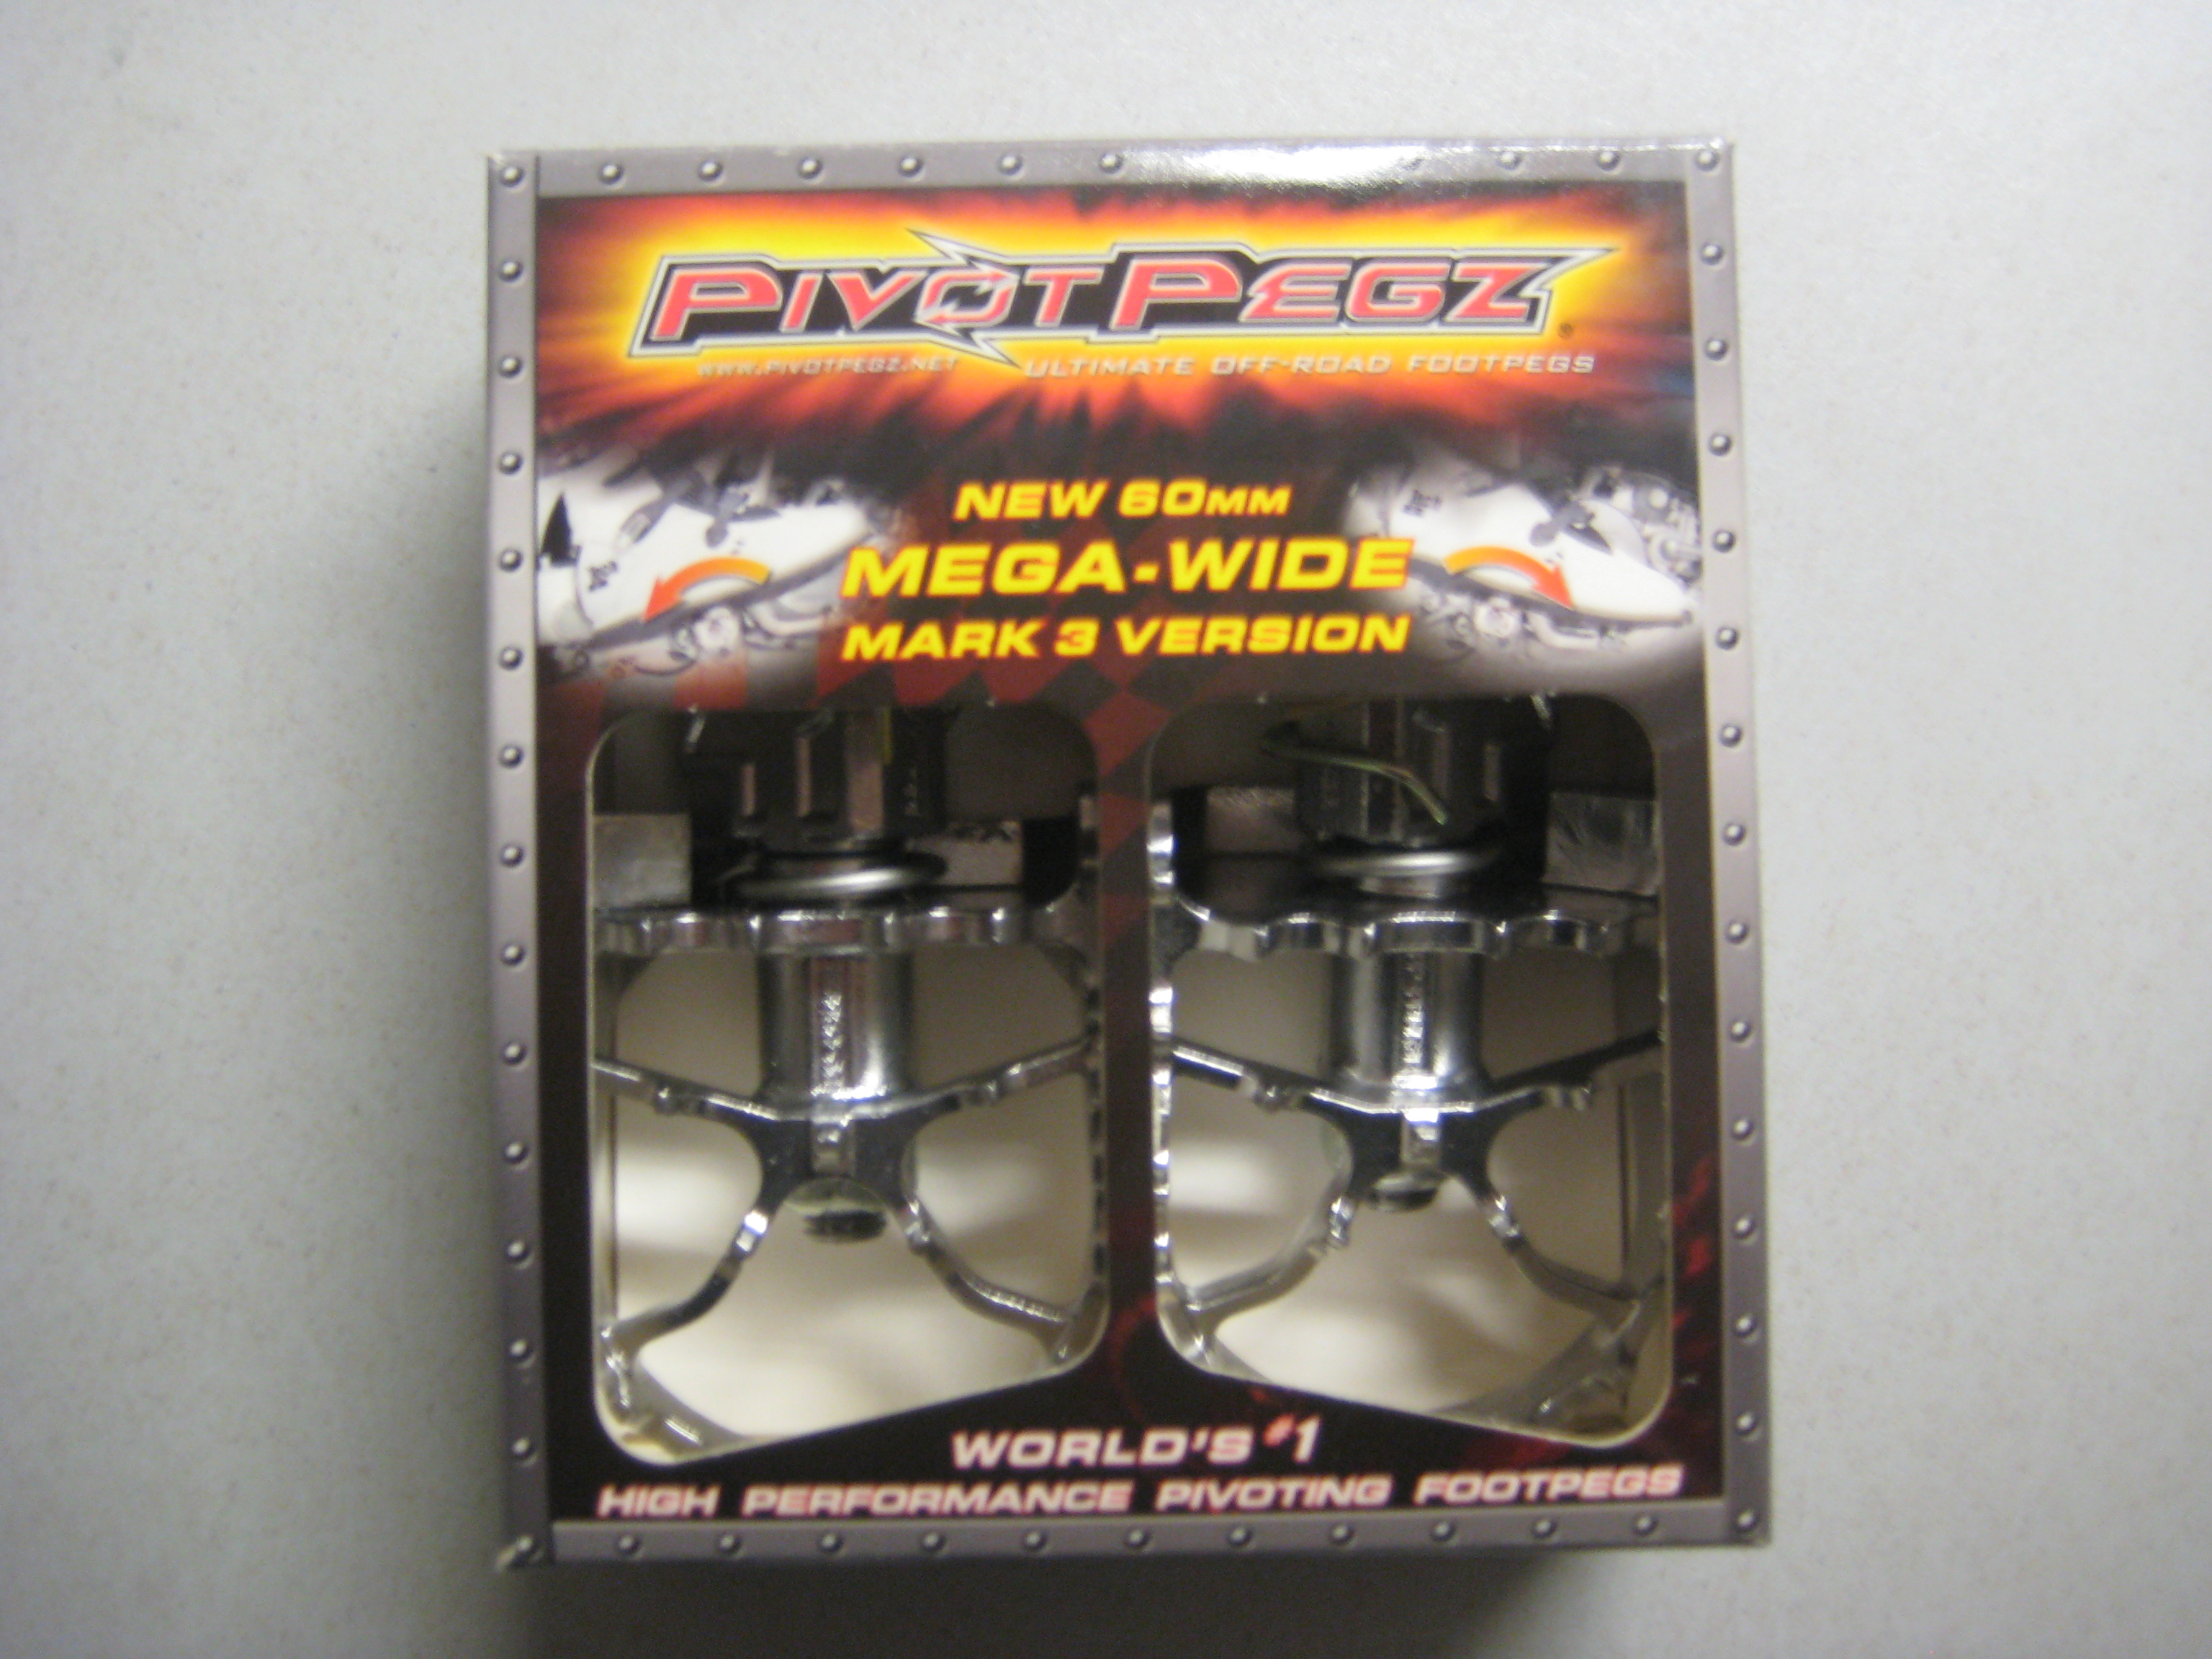 PIVOTPEGZ®
WWW.PIVOTPEGZ.NET ULTIMATE OFF-ROAD FOOTPEGS
NEW 60MM
MEGA-WIDE
MARK 3 VERSION
WORLD'S #1
HIGH PERFORMANCE PIVOTING FOOTPEGS